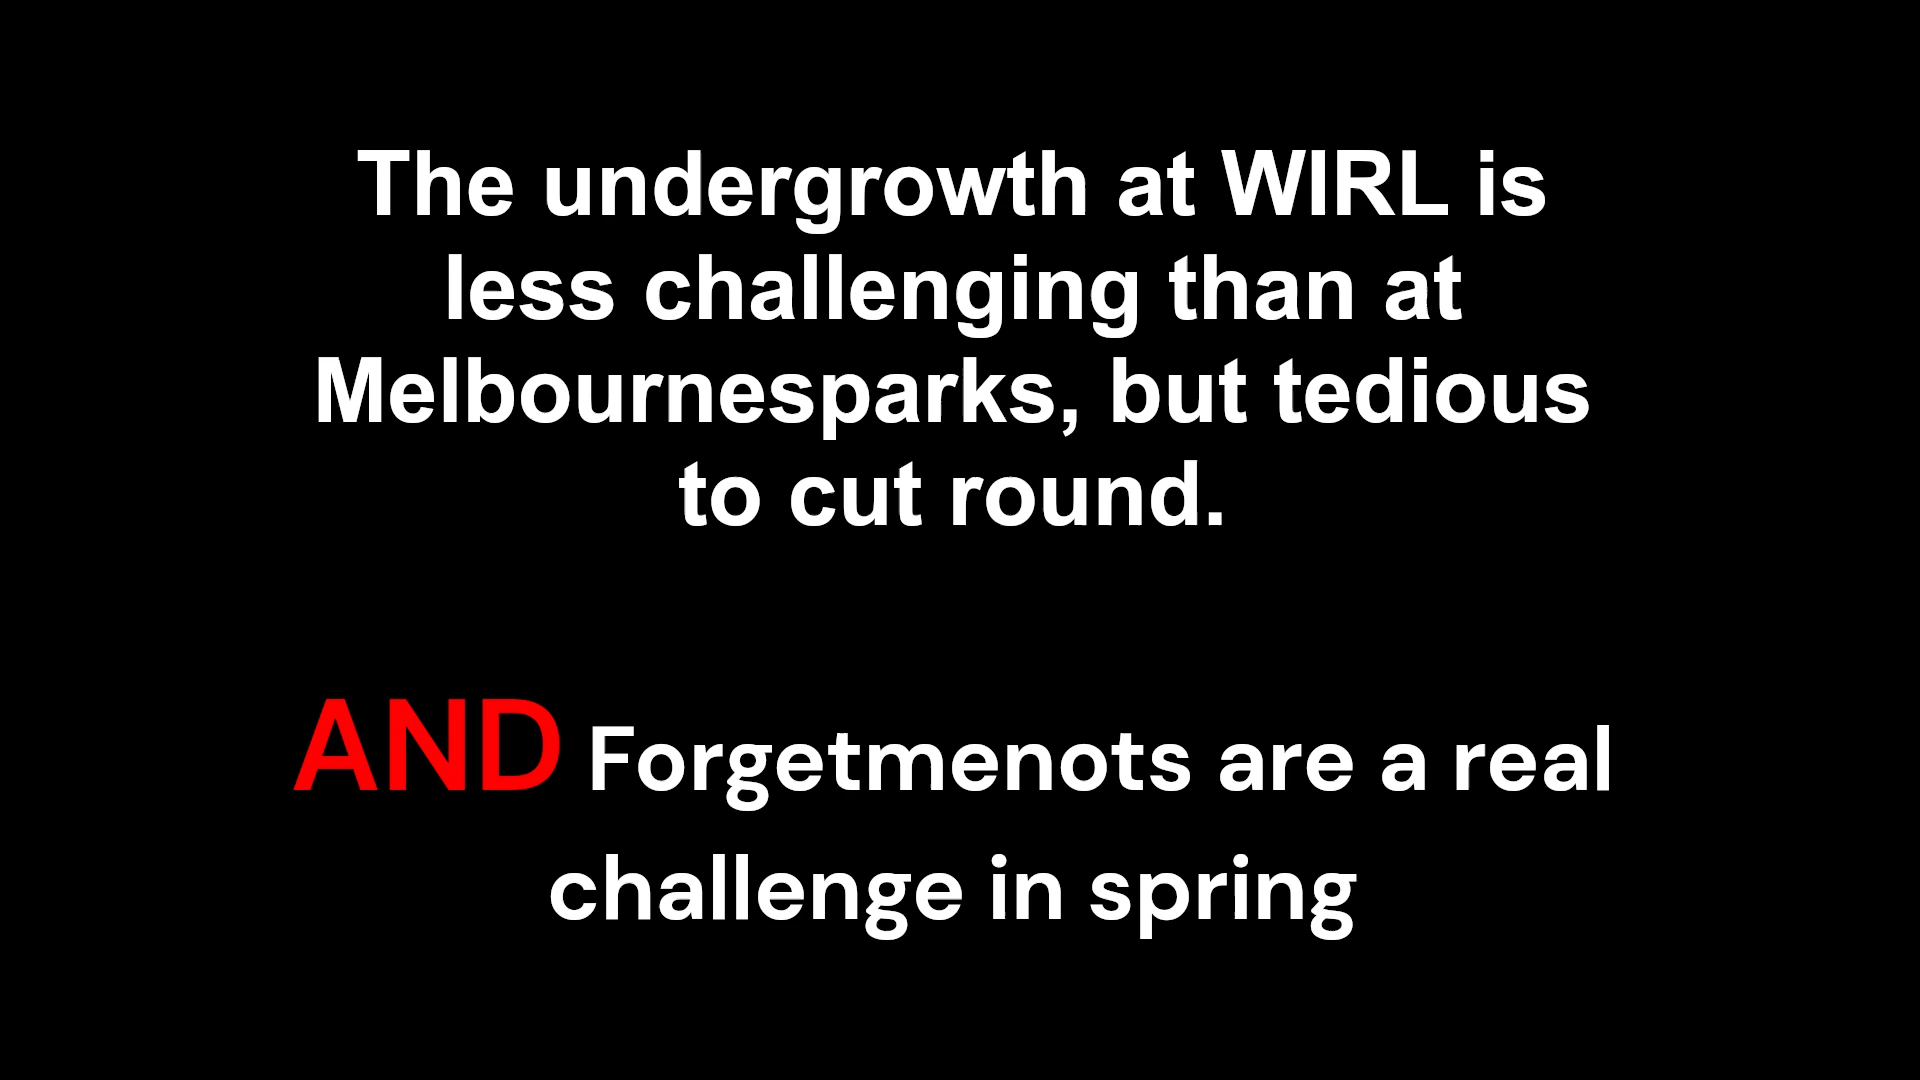 The undergrowth at WIRL is
less challenging than at
Melbournesparks, but tedious
to cut round.
AND Forgetmenots are a real
challenge in spring